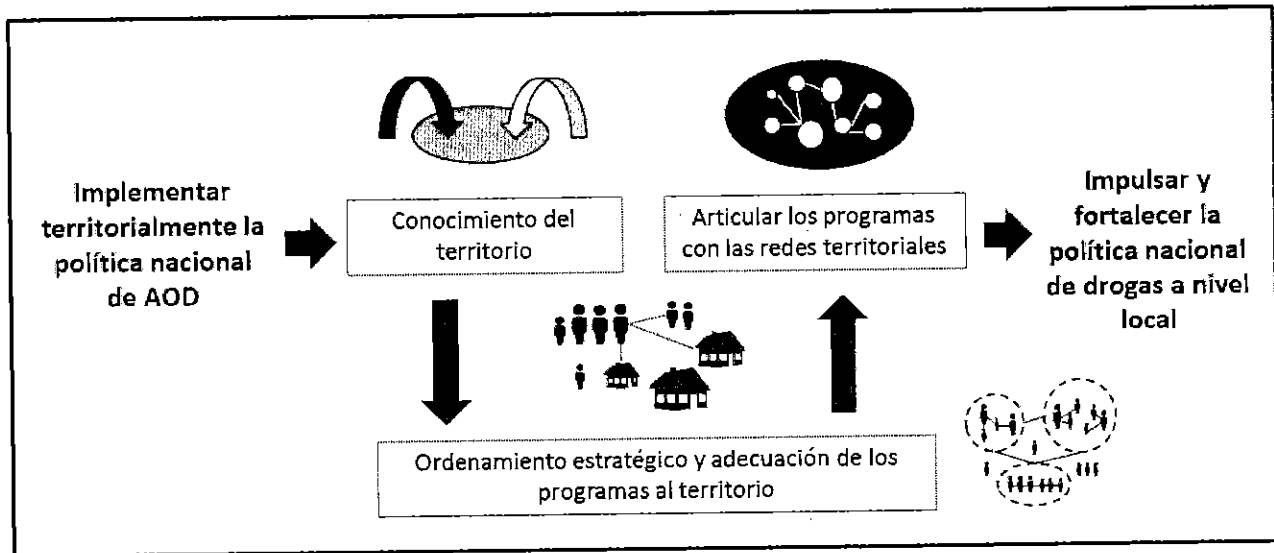 Implementar
territorialmente la
política nacional
de AOD
Conocimiento del
territorio
Ordenamiento estratégico y adecuación de los
programas al territorio
Articular los programas
con las redes territoriales
Impulsar y
fortalecer la
política nacional
de drogas a nivel
local